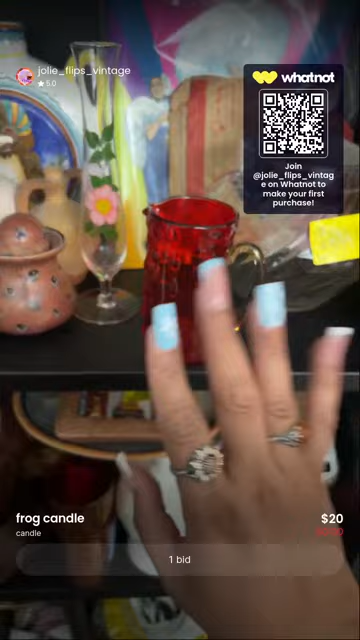 jolie_flips_vintage
★ 5.0
whatnot
Join
@jolie_flips_vintag
e on Whatnot to
make your first
purchase!
frog candle
$20
candle
1 bid